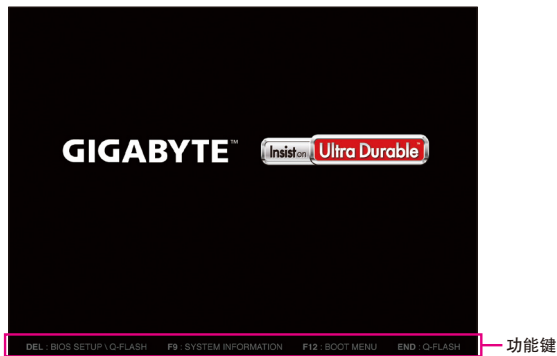 GIGABYTE™ Insist on Ultra Durable™
DEL : BIOS SETUP \ Q-FLASH F9 : SYSTEM INFORMATION F12 : BOOT MENU END : Q-FLASH
功能键